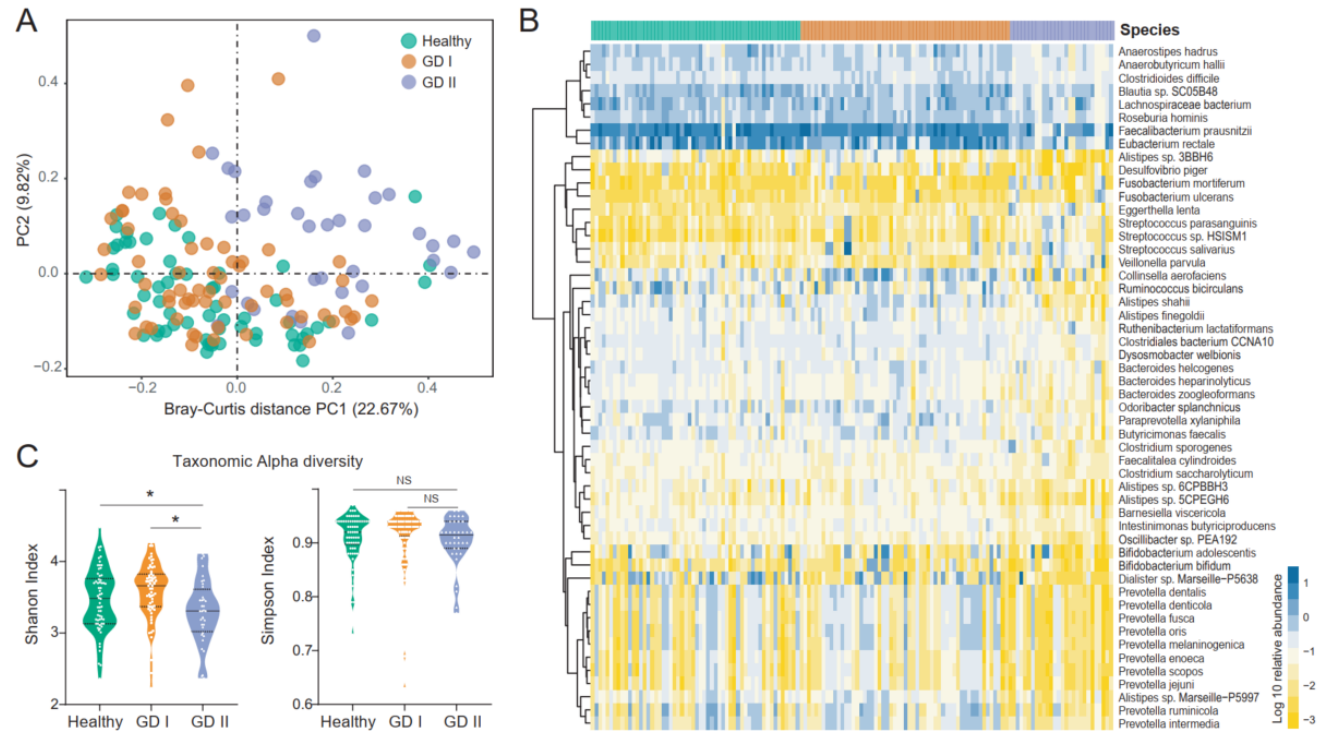 A
Healthy
GD I
GD II
PC2 (9.82%)
0.4
0.2
0.0
−0.2
−0.2
0.0
0.2
0.4
Bray-Curtis distance PC1 (22.67%)
B
Species
Anaerostipes hadrus
Anaerobutyricum hallii
Clostridioides difficile
Blautia sp. SC05B48
Lachnospiraceae bacterium
Roseburia hominis
Faecalibacterium prausnitzii
Eubacterium rectale
Alistipes sp. 3BBH6
Desulfovibrio piger
Fusobacterium mortiferum
Fusobacterium ulcerans
Eggerthella lenta
Streptococcus parasanguinis
Streptococcus sp. HSISM1
Streptococcus salivarius
Veillonella parvula
Collinsella aerofaciens
Ruminococcus bicirculans
Alistipes shahii
Alistipes finegoldii
Ruthenibacterium lactatiformans
Clostridiales bacterium CCNA10
Dysosmobacter welbionis
Bacteroides helcogenes
Bacteroides heparinolyticus
Bacteroides zoogleoformans
Odoribacter splanchnicus
Paraprevotella xylaniphila
Butyricimonas faecalis
Clostridium sporogenes
Faecalitalea cylindroides
Clostridium saccharolyticum
Alistipes sp. 6CPBBH3
Alistipes sp. 5CPEGH6
Barnesiella viscericola
Intestinimonas butyriciproducens
Oscillibacter sp. PEA192
Bifidobacterium adolescentis
Bifidobacterium bifidum
Dialister sp. Marseille−P5638
Prevotella dentalis
Prevotella denticola
Prevotella fusca
Prevotella oris
Prevotella melaninogenica
Prevotella enoeca
Prevotella scopos
Prevotella jejuni
Alistipes sp. Marseille−P5997
Prevotella ruminicola
Prevotella intermedia
Log 10 relative abundance
1
0
−1
−2
−3
C
Taxonomic Alpha diversity
Shanon Index
4
3
2
*
*
Healthy
GD I
GD II
Simpson Index
0.9
0.8
0.7
0.6
NS
NS
Healthy
GD I
GD II